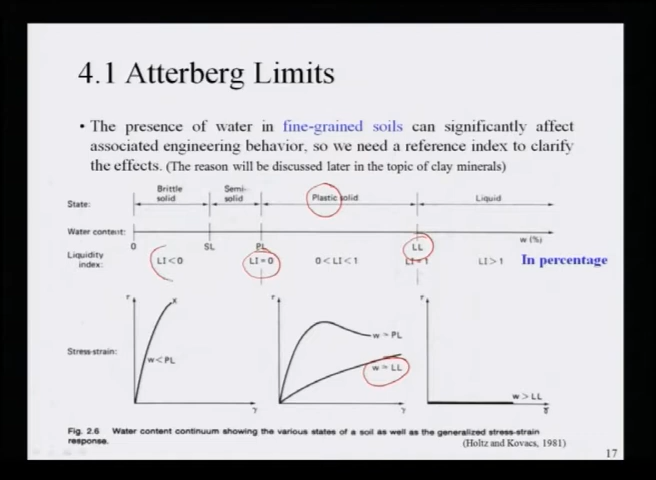 4.1 Atterberg Limits
• The presence of water in fine-grained soils can significantly affect
associated engineering behavior, so we need a reference index to clarify
the effects. (The reason will be discussed later in the topic of clay minerals)
State:
Brittle
solid
Semi-
solid
Plastic solid
Liquid
Water content:
0
SL
PL
LL
w (%)
Liquidity
index:
LI < 0
LI = 0
0 < LI < 1
LI = 1
LI > 1
In percentage
Stress-strain:
τ
X
w < PL
γ
τ
w ≈ PL
w ≈ LL
γ
τ
w > LL
γ
Fig. 2.6 Water content continuum showing the various states of a soil as well as the generalized stress-strain
response.
(Holtz and Kovacs, 1981)
17